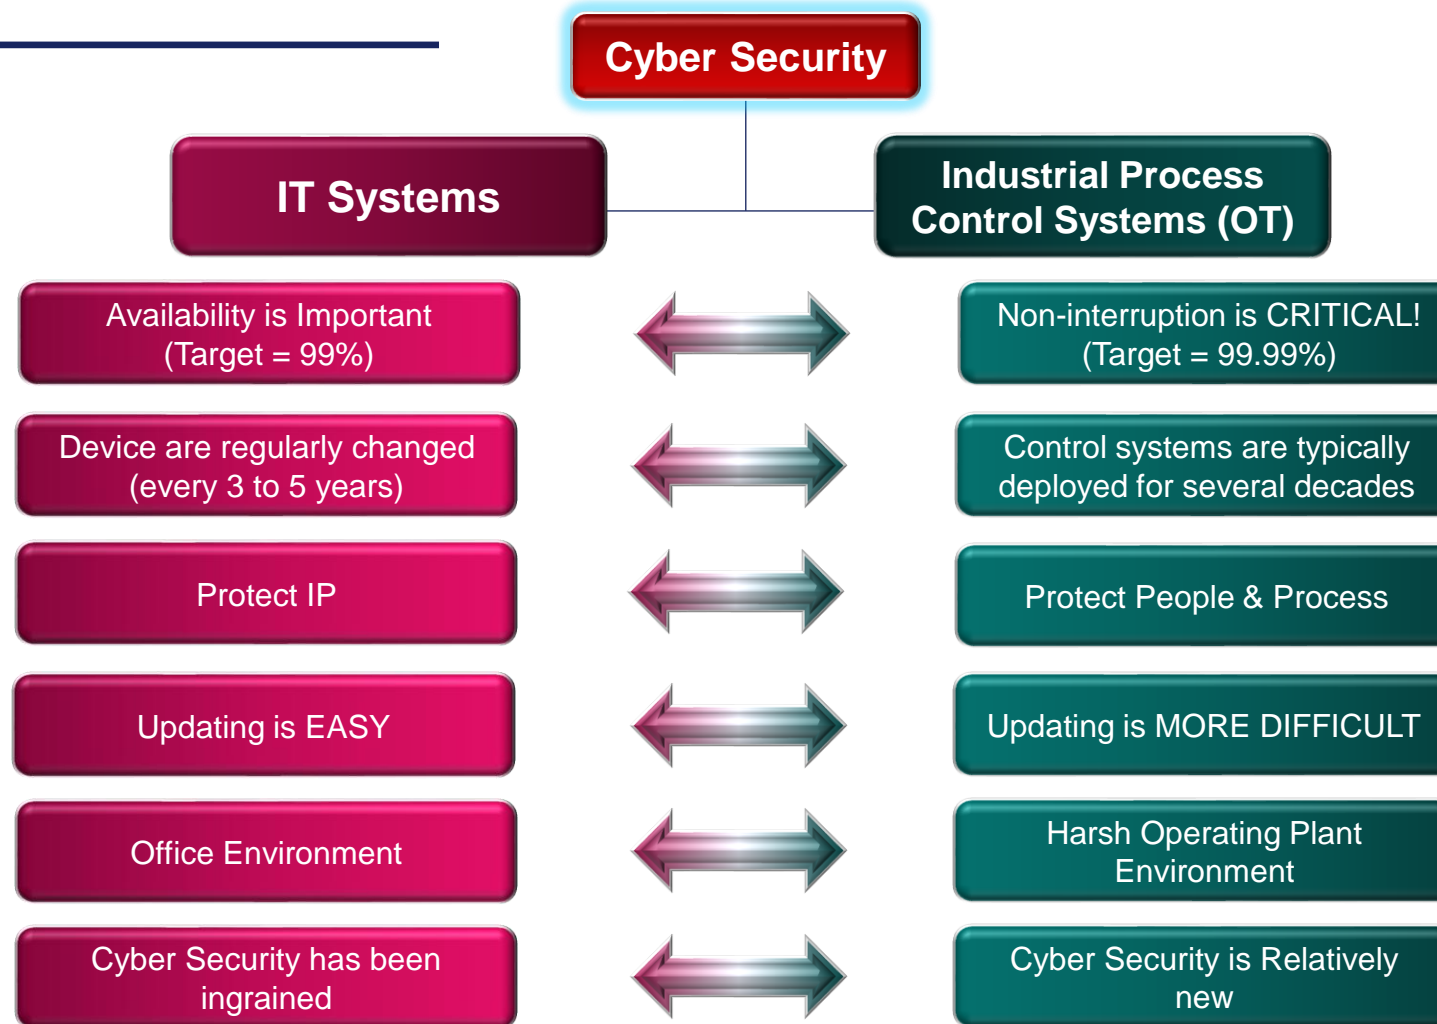 Cyber Security
IT Systems
Industrial Process
Control Systems (OT)
Availability is Important
(Target = 99%)
Non-interruption is CRITICAL!
(Target = 99.99%)
Device are regularly changed
(every 3 to 5 years)
Control systems are typically
deployed for several decades
Protect IP
Protect People & Process
Updating is EASY
Updating is MORE DIFFICULT
Office Environment
Harsh Operating Plant
Environment
Cyber Security has been
ingrained
Cyber Security is Relatively
new